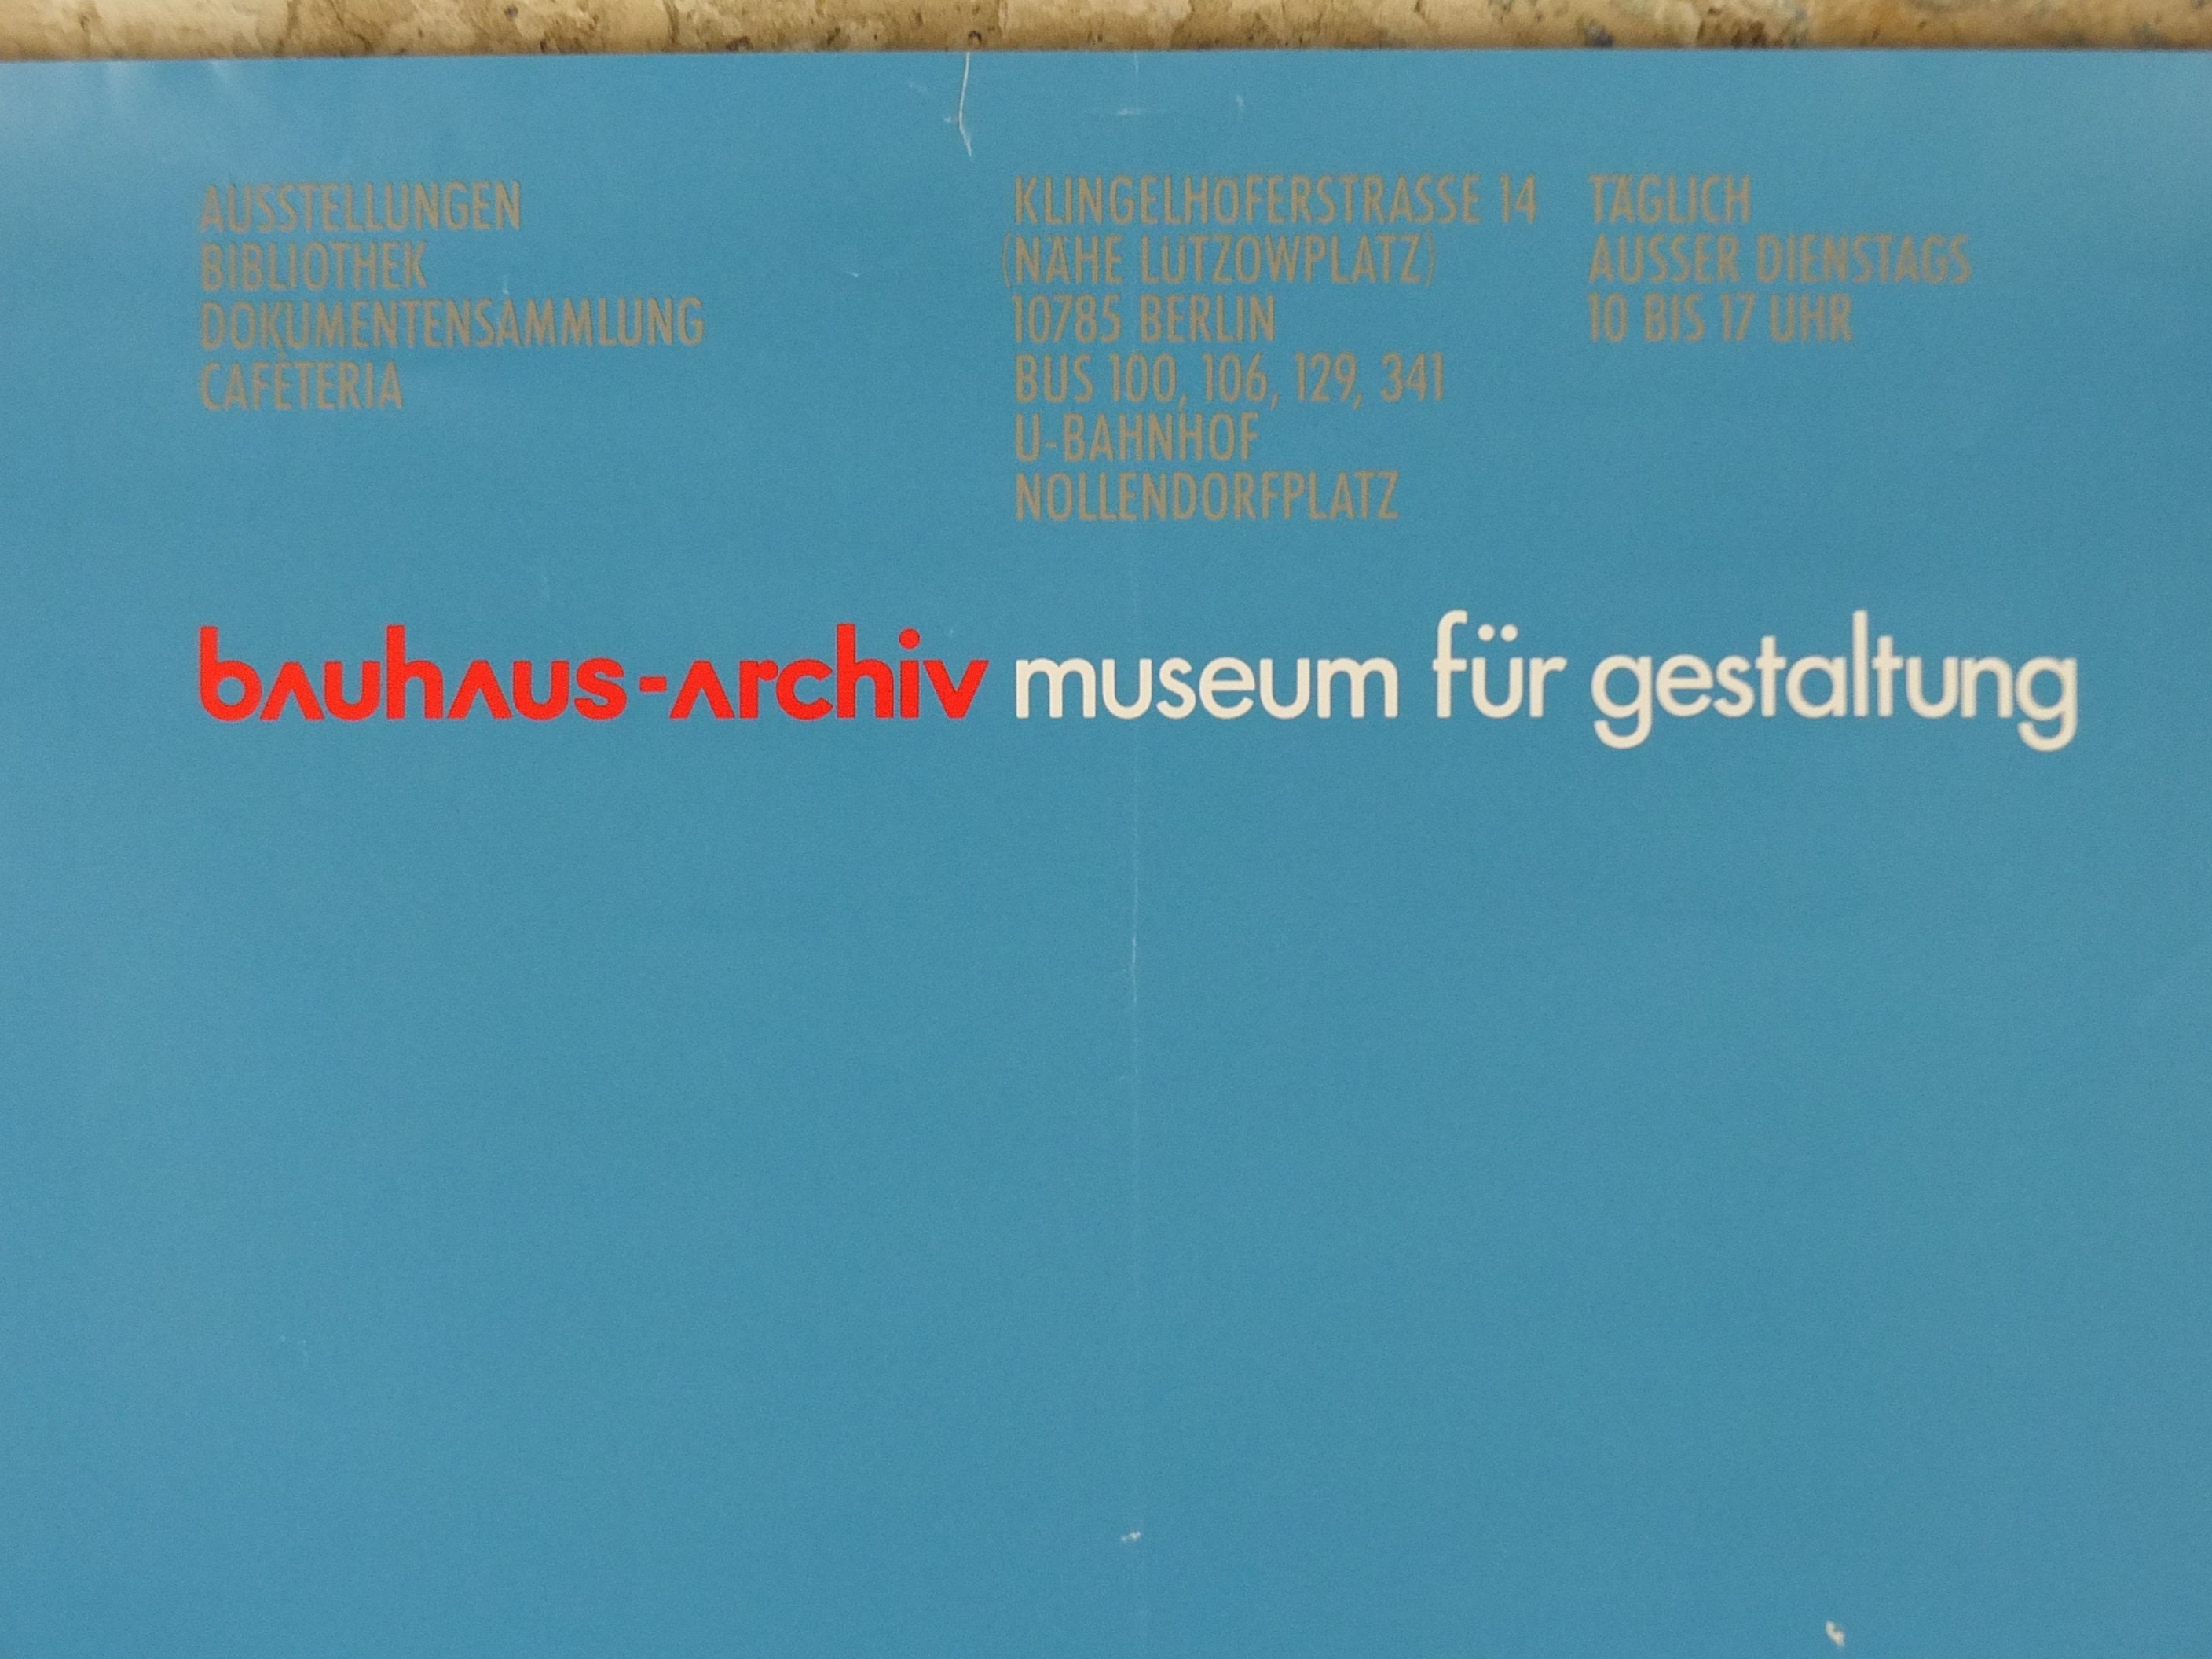 AUSSTELLUNGEN
BIBLIOTHEK
DOKUMENTENSAMMLUNG
CAFÉTERIA
KLINGELHÖFERSTRASSE 14
(NÄHE LÜTZOWPLATZ)
10785 BERLIN
BUS 100, 106, 129, 341
U-BAHNHOF
NOLLENDORFPLATZ
TÄGLICH
AUSSER DIENSTAGS
10 BIS 17 UHR
bauhaus-archiv museum für gestaltung